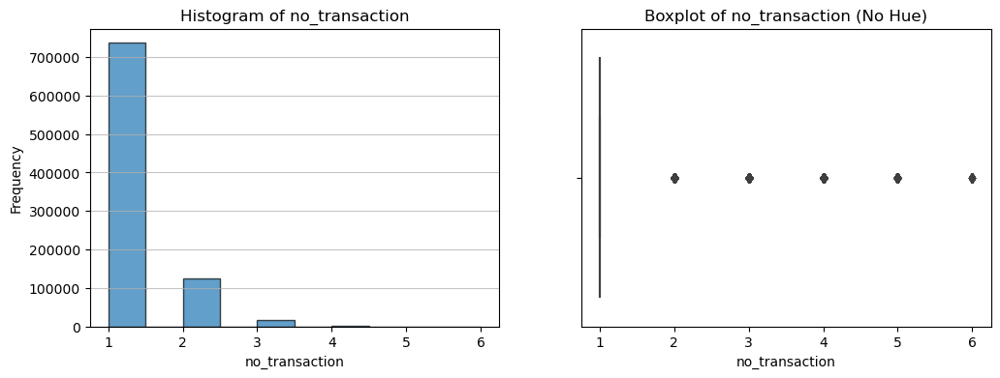 Histogram of no_transaction
Frequency
700000
600000
500000
400000
300000
200000
100000
0
1 2 3 4 5 6
no_transaction
Boxplot of no_transaction (No Hue)
1 2 3 4 5 6
no_transaction